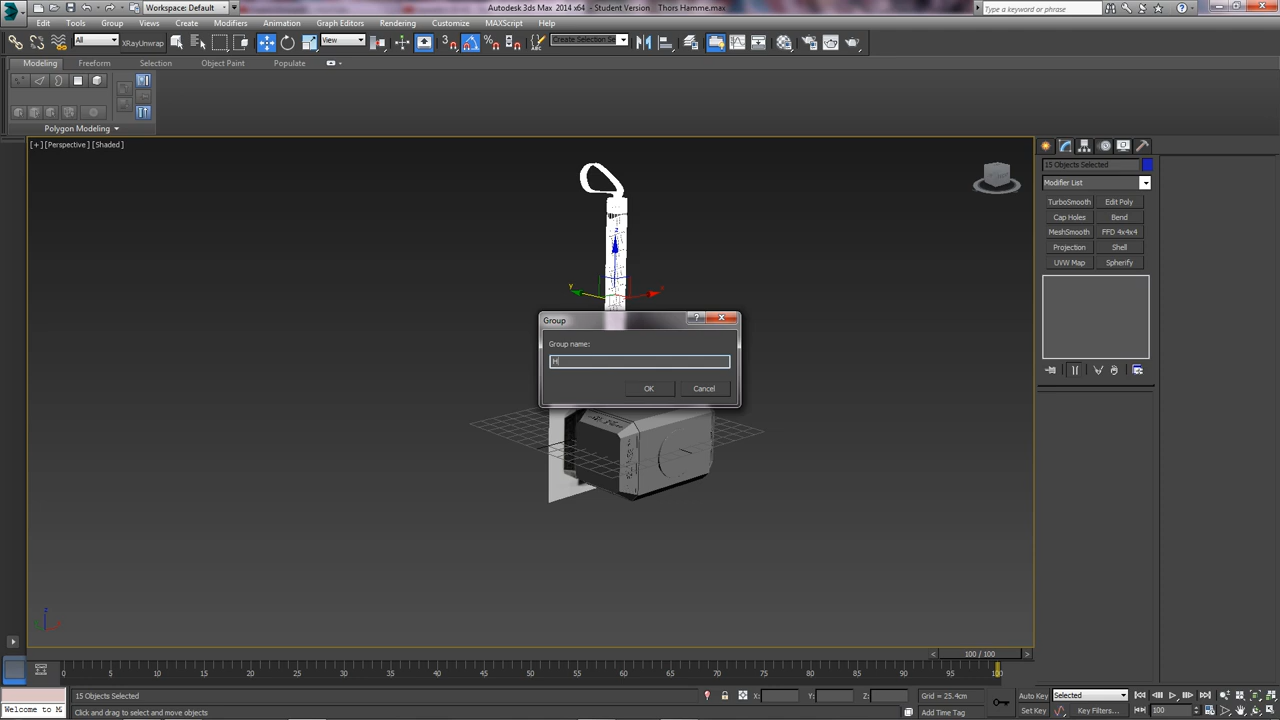 Workspace: Default
Autodesk 3ds Max 2014 x64 - Student Version    Thors Hamme.max
Type a keyword or phrase
Edit Tools Group Views Create Modifiers Animation Graph Editors Rendering Customize MAXScript Help
All XRayUnwrap View Create Selection Se
Modeling Freeform Selection Object Paint Populate
Polygon Modeling
[+] [Perspective] [Shaded]
15 Objects Selected
Modifier List
TurboSmooth Edit Poly
Cap Holes Bend
MeshSmooth FFD 4x4x4
Projection Shell
UVW Map Spherify
Group
Group name:
H
OK Cancel
100 / 100
0 5 10 15 20 25 30 35 40 45 50 55 60 65 70 75 80 85 90 95 100
15 Objects Selected X: Y: Z: Grid = 25.4cm Auto Key Selected
Welcome to M Click and drag to select and move objects Add Time Tag Set Key Key Filters... 100